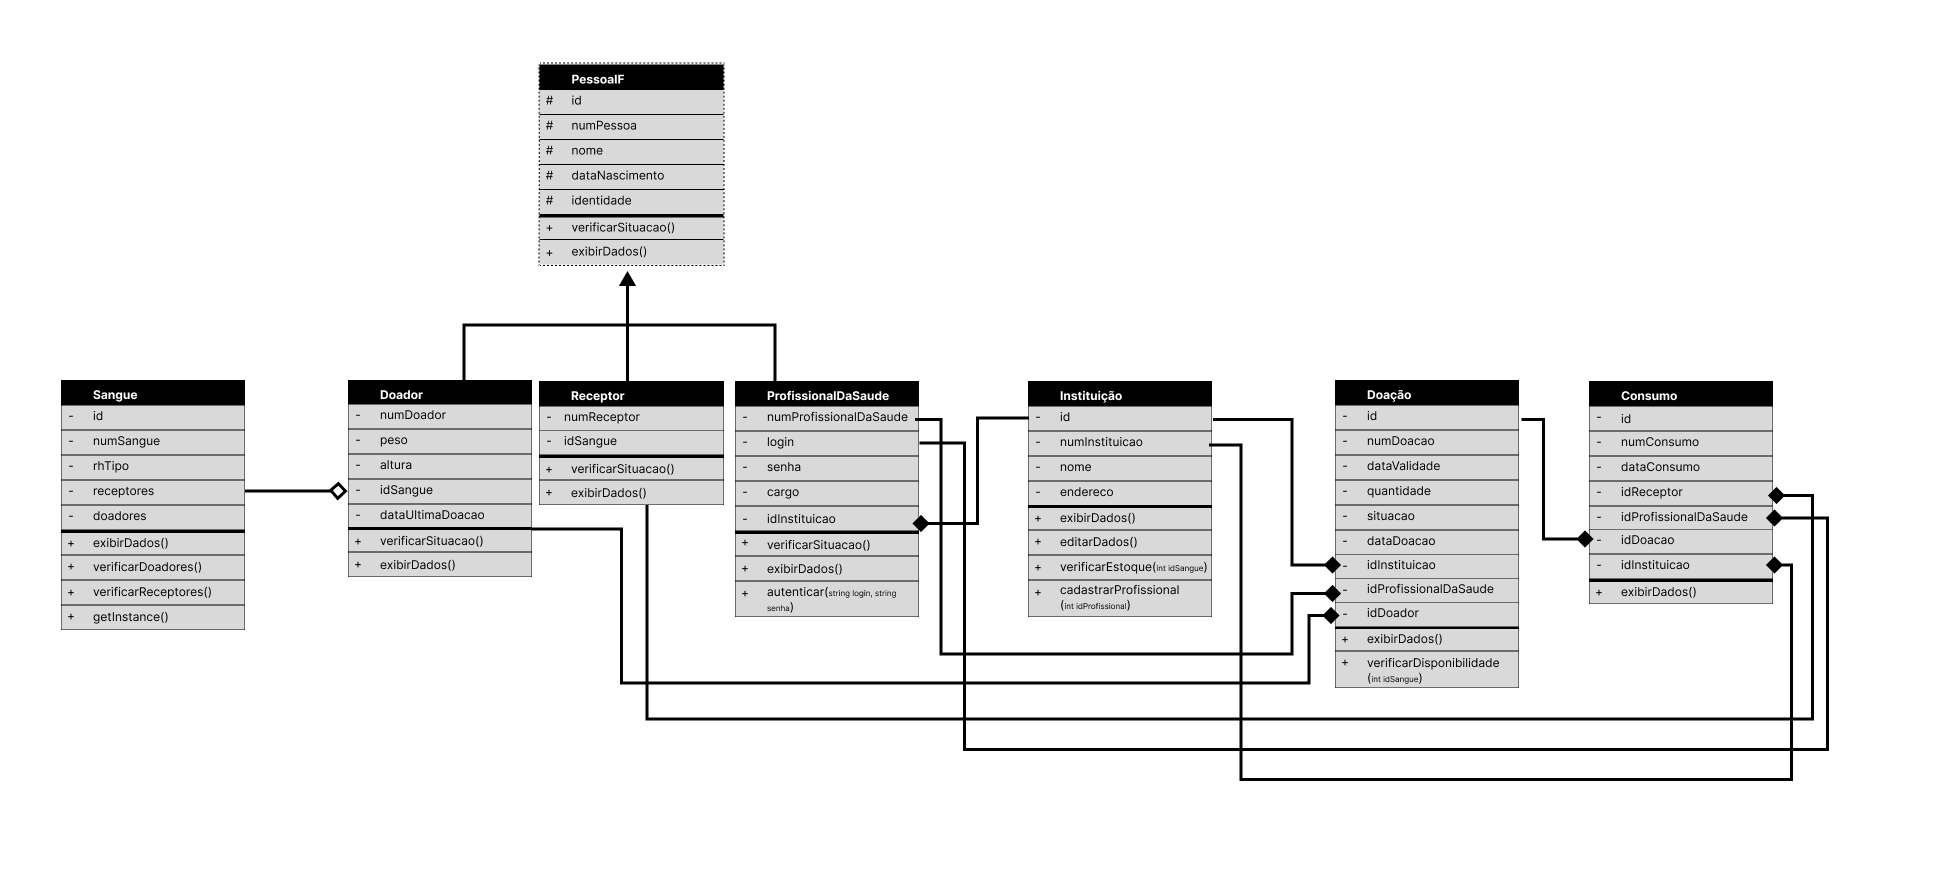 PessoaIF
# id
# numPessoa
# nome
# dataNascimento
# identidade
+ verificarSituacao()
+ exibirDados()
Sangue
- id
- numSangue
- rhTipo
- receptores
- doadores
+ exibirDados()
+ verificarDoadores()
+ verificarReceptores()
+ getInstance()
Doador
- numDoador
- peso
- altura
- idSangue
- dataUltimaDoacao
+ verificarSituacao()
+ exibirDados()
Receptor
- numReceptor
- idSangue
+ verificarSituacao()
+ exibirDados()
ProfissionalDaSaude
- numProfissionalDaSaude
- login
- senha
- cargo
- idInstituicao
+ verificarSituacao()
+ exibirDados()
+ autenticar(string login, string
senha)
Instituição
- id
- numInstituicao
- nome
- endereco
+ exibirDados()
+ editarDados()
+ verificarEstoque(int idSangue)
+ cadastrarProfissional
(int idProfissional)
Doação
- id
- numDoacao
- dataValidade
- quantidade
- situacao
- dataDoacao
- idInstituicao
- idProfissionalDaSaude
- idDoador
+ exibirDados()
+ verificarDisponibilidade
(int idSangue)
Consumo
- id
- numConsumo
- dataConsumo
- idReceptor
- idProfissionalDaSaude
- idDoacao
- idInstituicao
+ exibirDados()